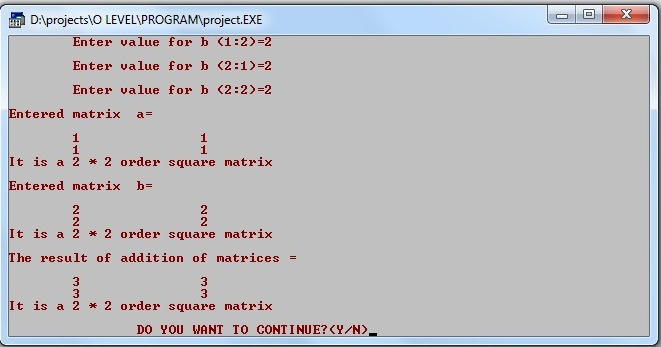 D:\projects\O LEVEL\PROGRAM\project.EXE
Enter value for b (1:2)=2
Enter value for b (2:1)=2
Enter value for b (2:2)=2
Entered matrix  a=
1 1
1 1
It is a 2 * 2 order square matrix
Entered matrix  b=
2 2
2 2
It is a 2 * 2 order square matrix
The result of addition of matrices =
3 3
3 3
It is a 2 * 2 order square matrix
DO YOU WANT TO CONTINUE?(Y/N)